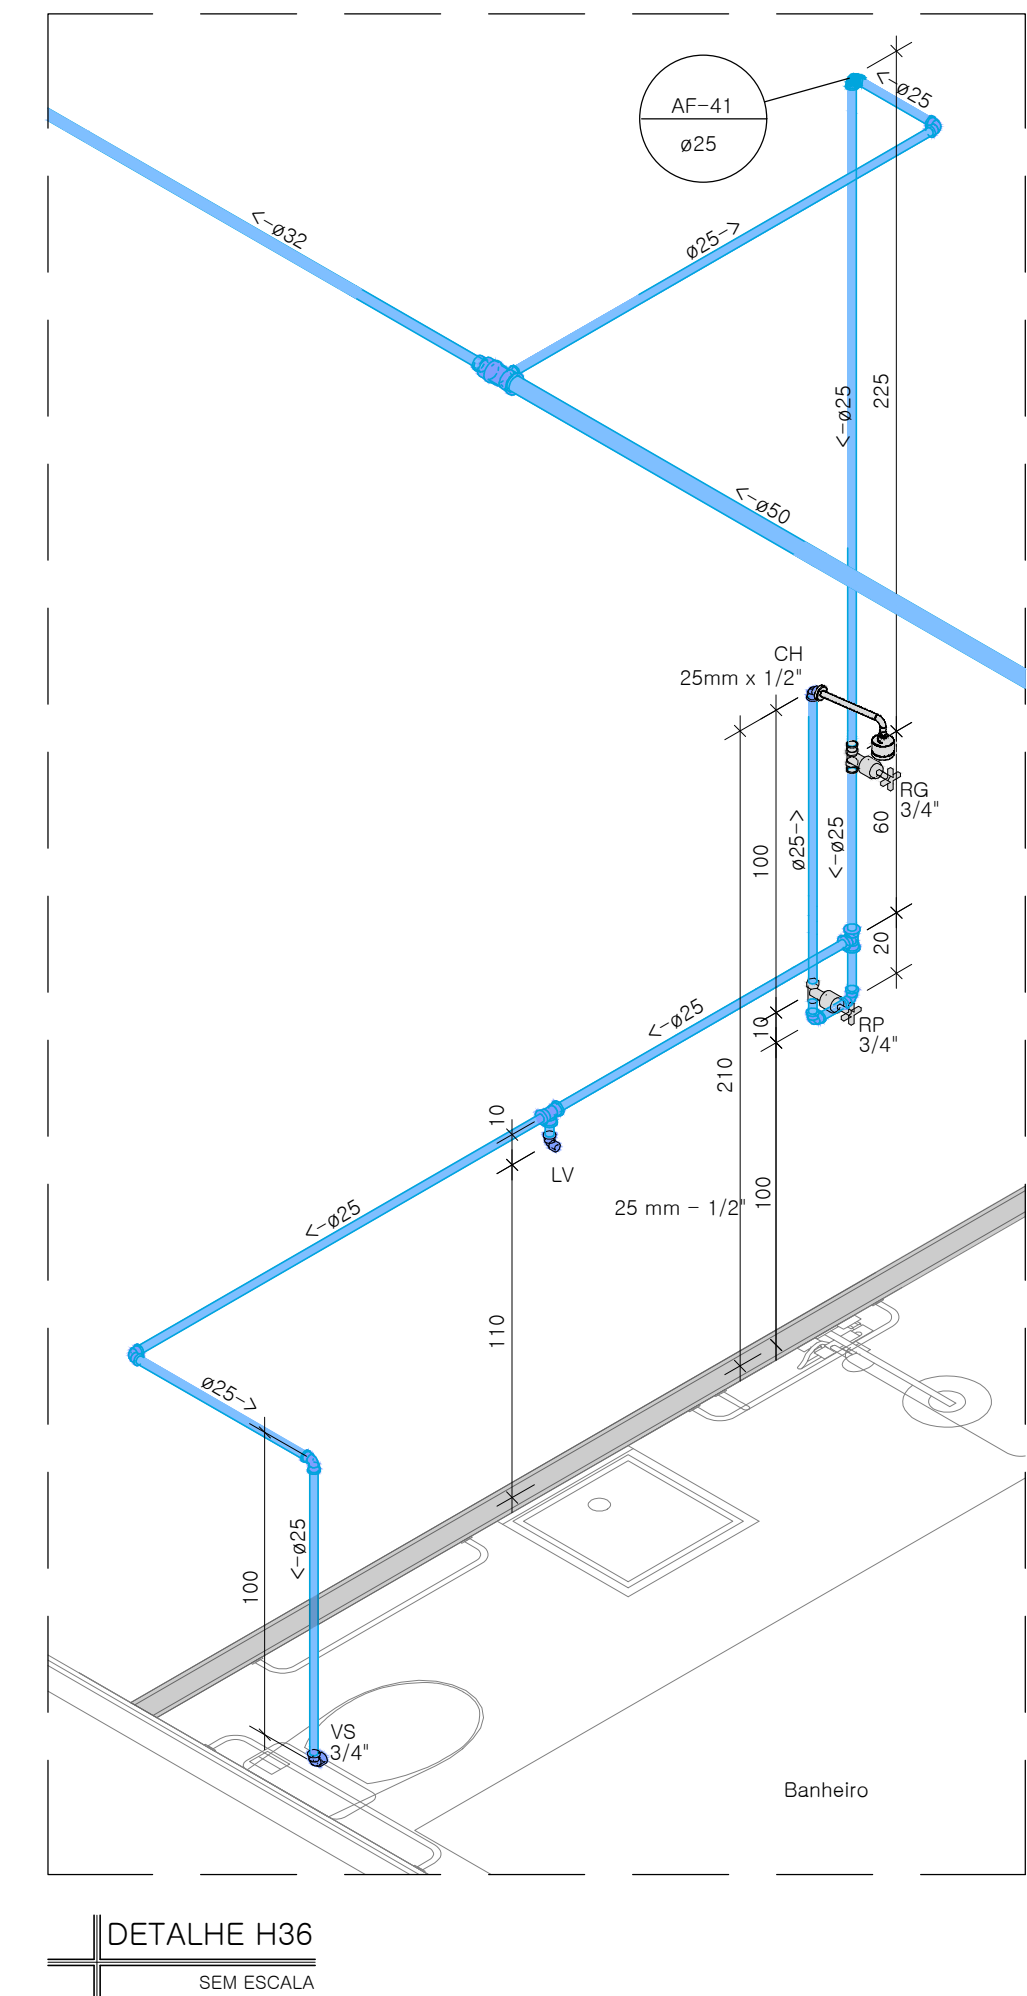 AF-41
ø25
<-ø25
<-ø32
ø25->
<-ø25
225
<-ø50
CH
25mm x 1/2"
RG
3/4"
60
ø25->
<-ø25
100
20
<-ø25
10
RP
3/4"
210
10
LV
25 mm - 1/2"
100
<-ø25
110
ø25->
<-ø25
100
VS
3/4"
Banheiro
DETALHE H36
SEM ESCALA